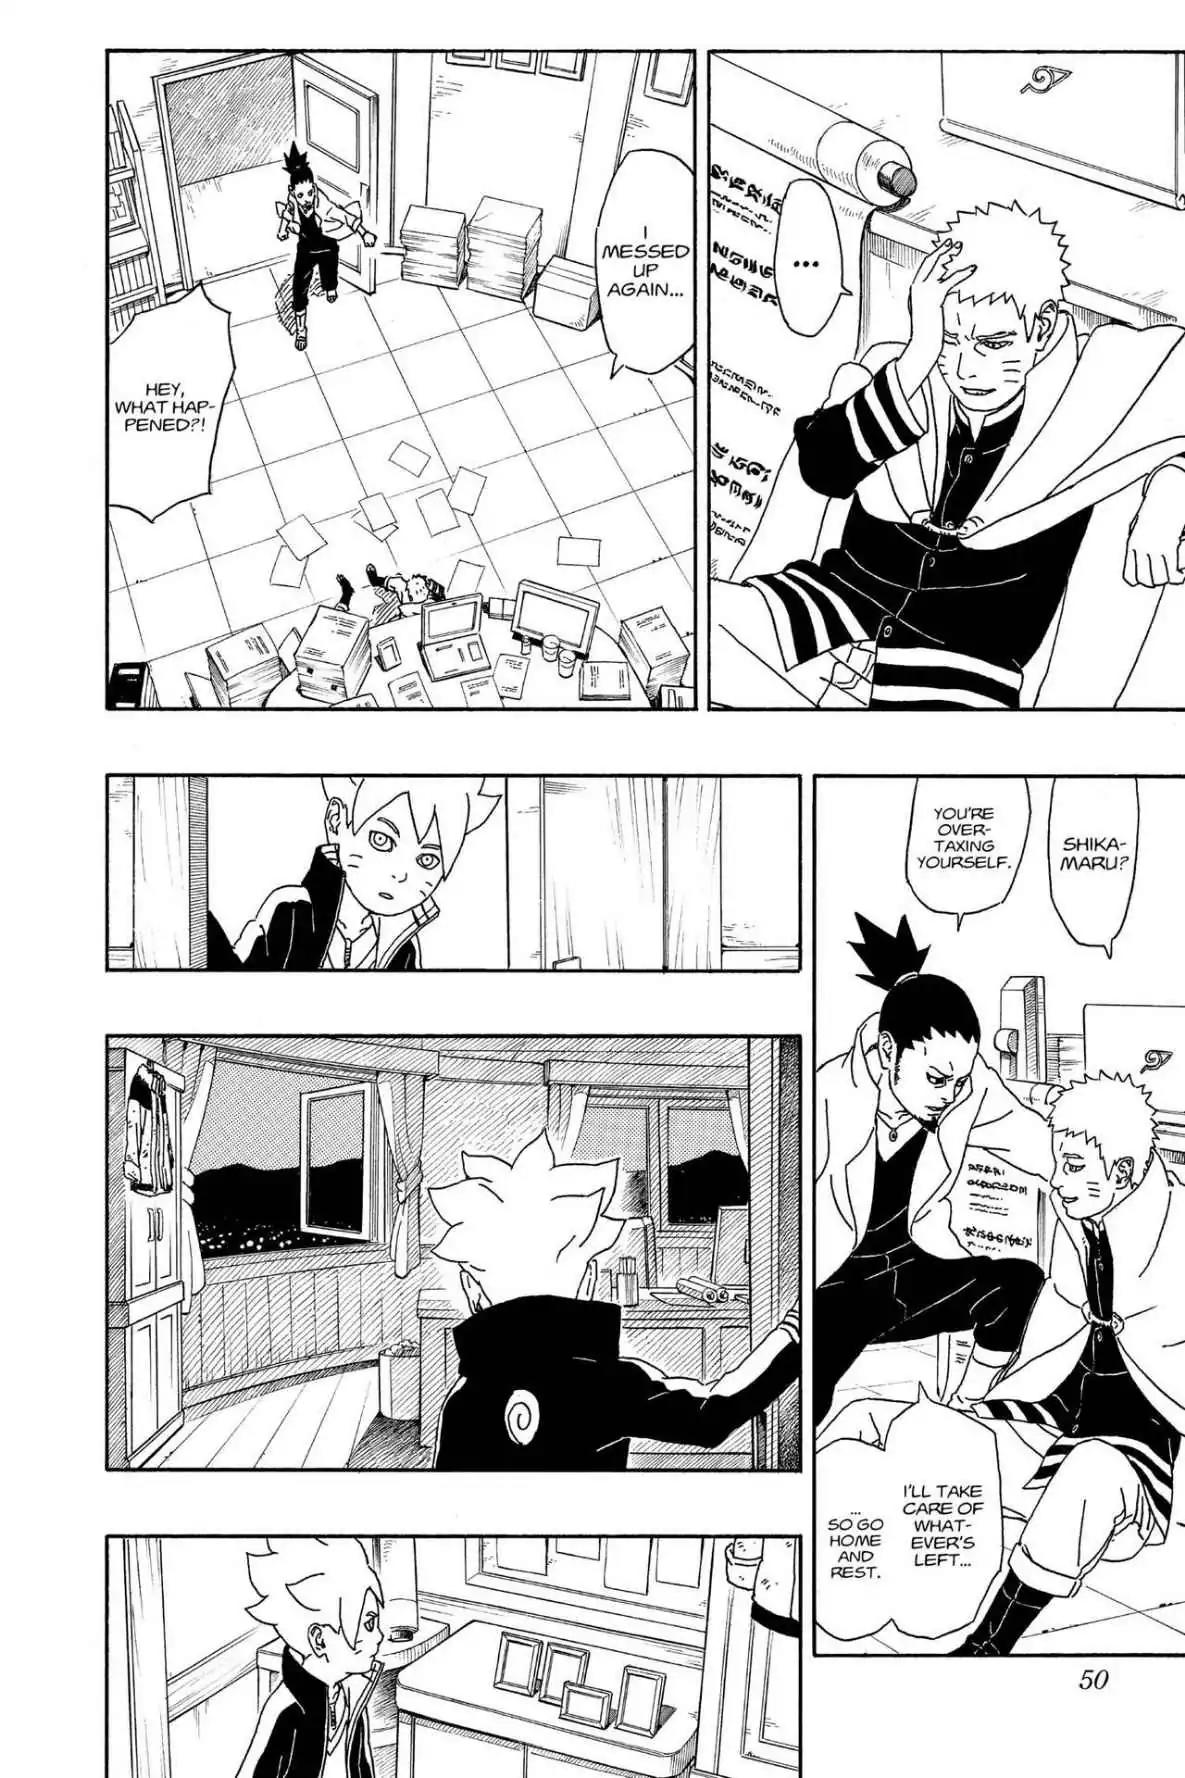 ...
I
MESSED
UP
AGAIN...
HEY,
WHAT HAP-
PENED?!
SHIKA-
MARU?
YOU'RE
OVER-
TAXING
YOURSELF.
I'LL TAKE
CARE OF
WHAT-
EVER'S
LEFT...
...
SO GO
HOME
AND
REST.
50